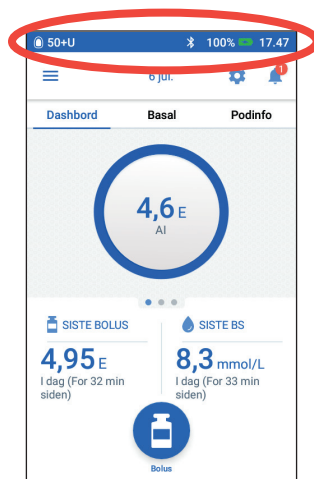 50+U 100% 17.47
6 jul. 1
Dashbord Basal Podinfo
4,6 E
AI
SISTE BOLUS SISTE BS
4,95 E 8,3 mmol/L
I dag (For 32 min I dag (For 33 min
siden) siden)
Bolus